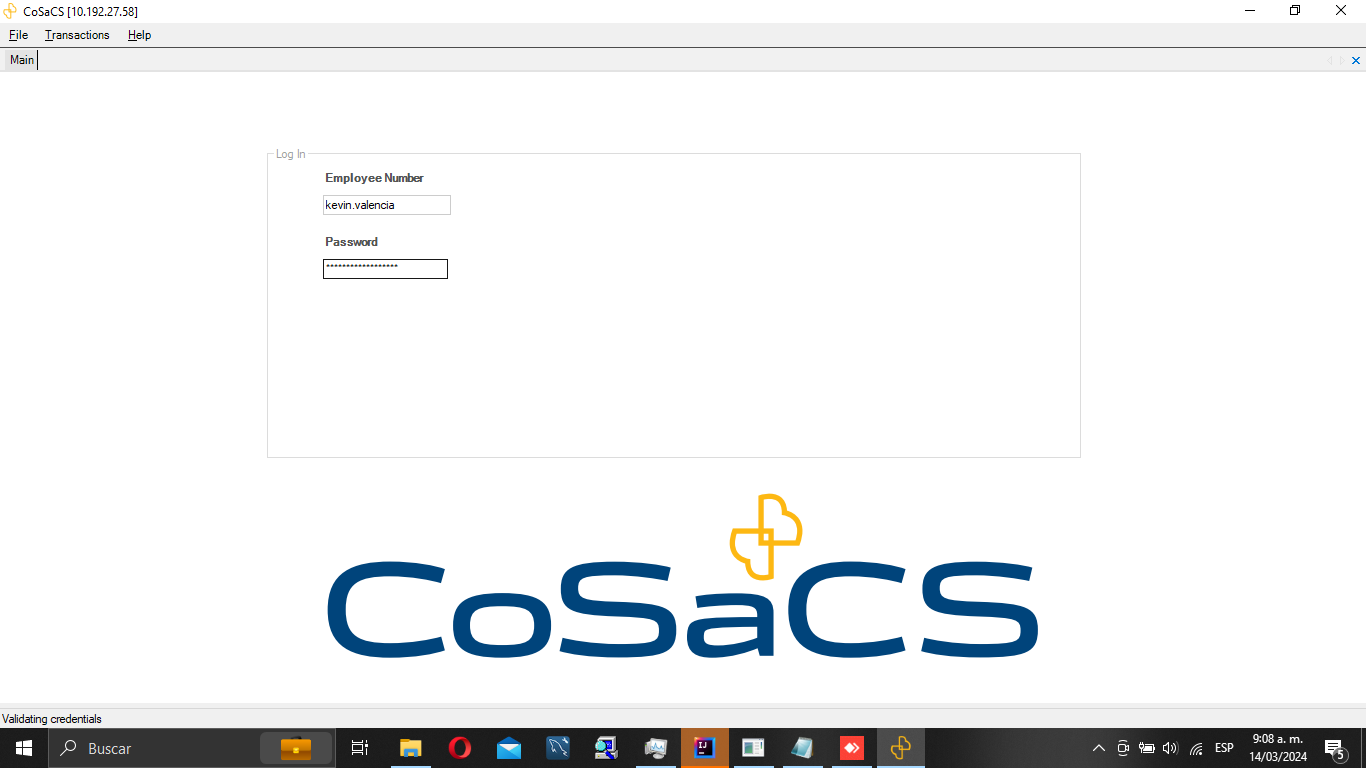 CoSaCS [10.192.27.58]
File Transactions Help
Main
Log In
Employee Number
kevin.valencia
Password
******************
CoSaCS
Validating credentials
Buscar
ESP
9:08 a. m.
14/03/2024
5